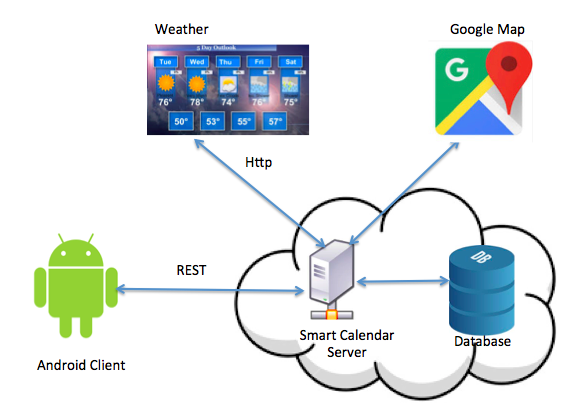 Weather
Google Map
5 Day Outlook
Tue Wed Thu Fri Sat
76° 78° 74° 76° 75°
50° 53° 55° 57°
G
Http
REST
DB
Smart Calendar
Server
Database
Android Client